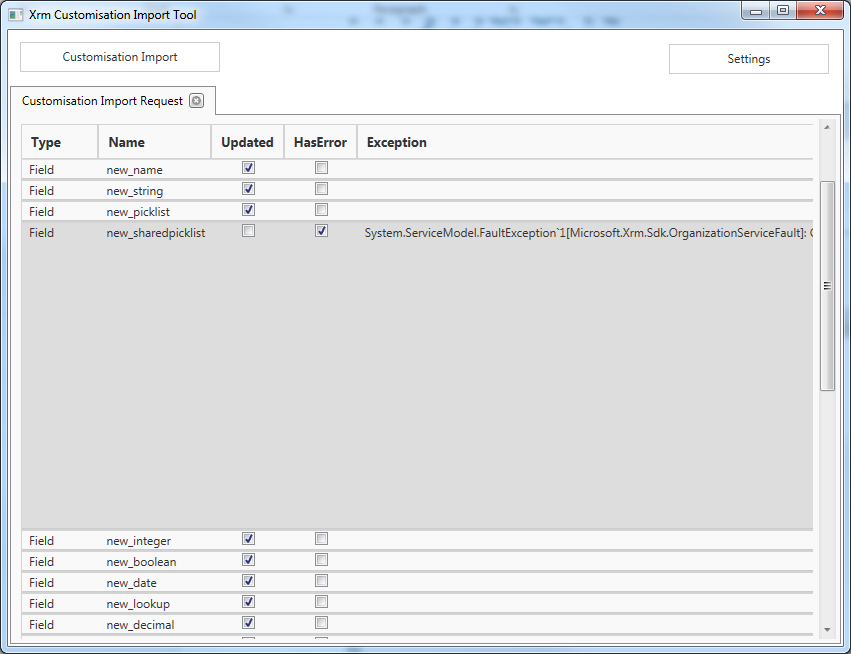 Xrm Customisation Import Tool
Customisation Import
Settings
Customisation Import Request
Type Name Updated HasError Exception
Field new_name
Field new_string
Field new_picklist
Field new_sharedpicklist System.ServiceModel.FaultException`1[Microsoft.Xrm.Sdk.OrganizationServiceFault]:
Field new_integer
Field new_boolean
Field new_date
Field new_lookup
Field new_decimal